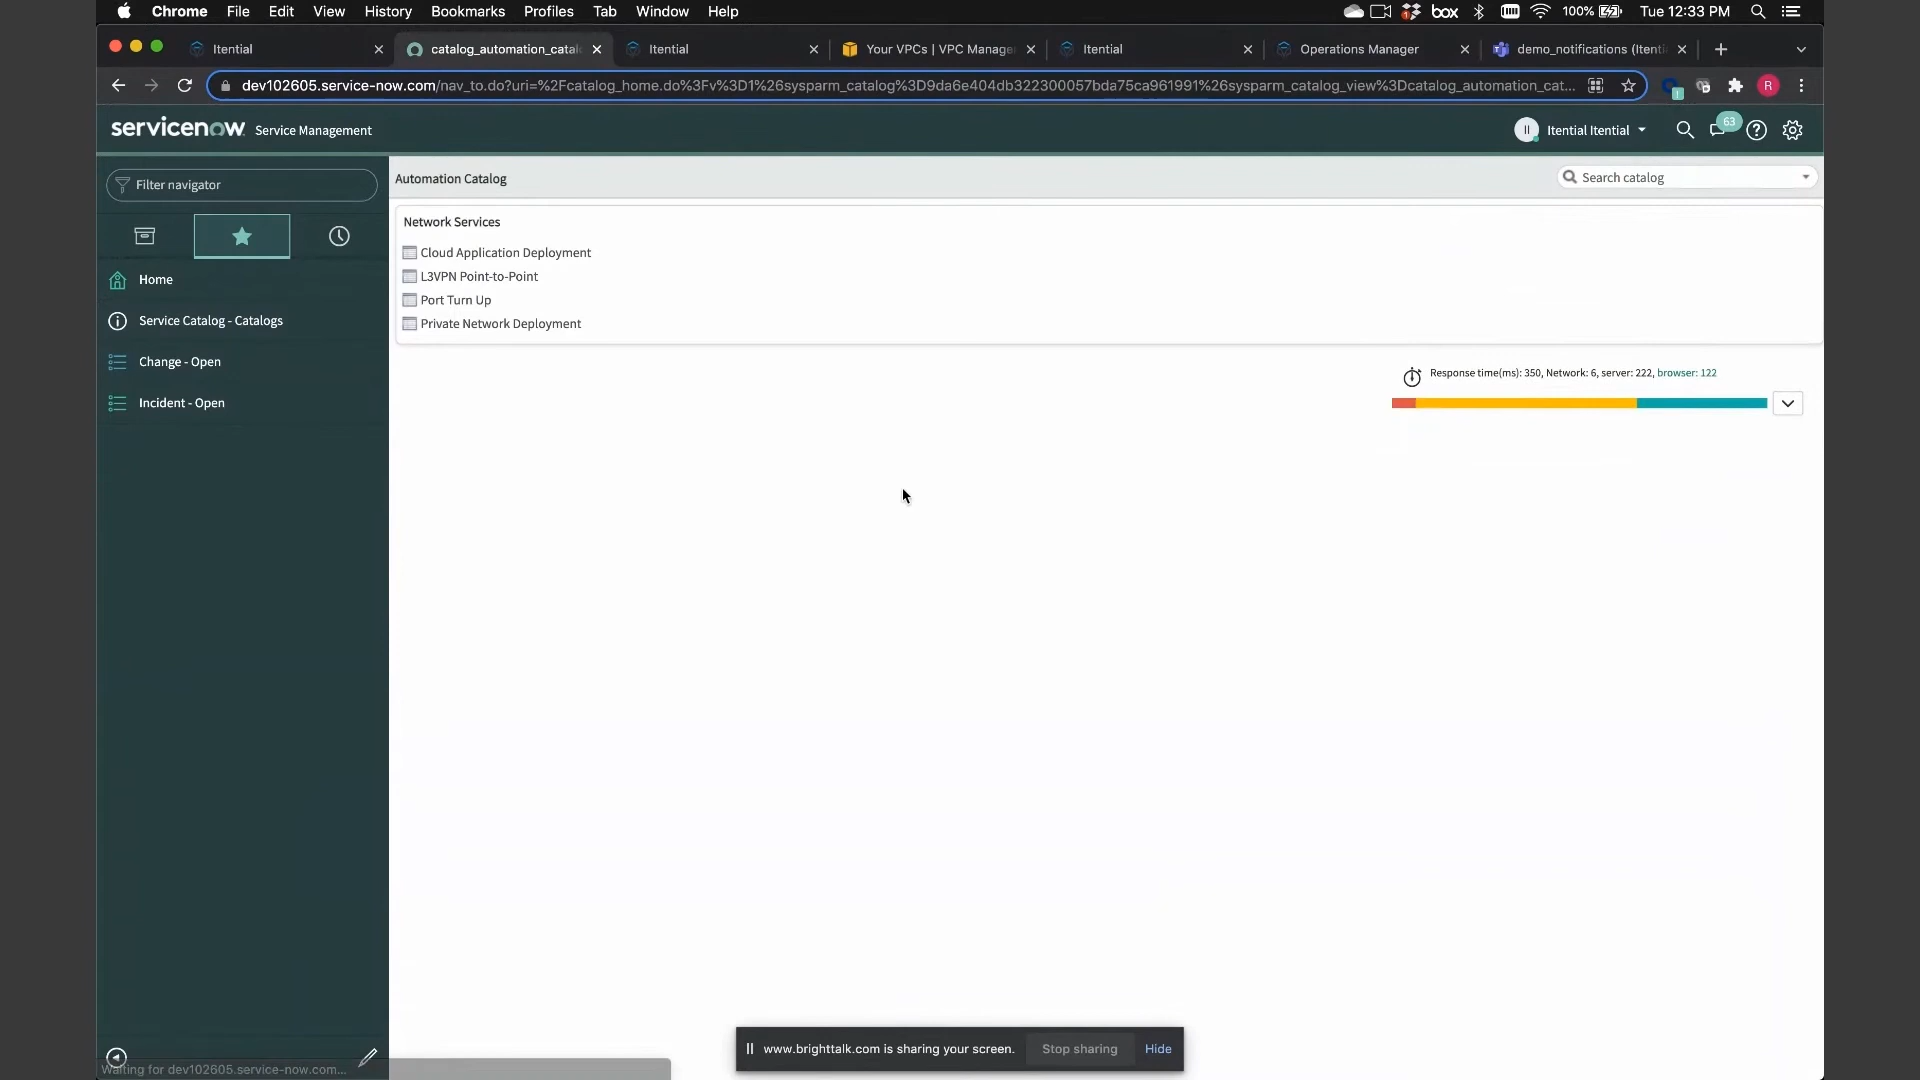 Chrome File Edit View History Bookmarks Profiles Tab Window Help box 100% Tue 12:33 PM
Itential catalog_automation_catal Itential Your VPCs | VPC Manage Itential Operations Manager demo_notifications (Itenti
dev102605.service-now.com/nav_to.do?uri=%2Fcatalog_home.do%3Fv%3D1%26sysparm_catalog%3D9da6e404db322300057bda75ca961991%26sysparm_catalog_view%3Dcatalog_automation_cat... R
servicenow Service Management II Itential Itential 63
Filter navigator
Home
Service Catalog - Catalogs
Change - Open
Incident - Open
Automation Catalog
Search catalog
Network Services
Cloud Application Deployment
L3VPN Point-to-Point
Port Turn Up
Private Network Deployment
Response time(ms): 350, Network: 6, server: 222, browser: 122
www.brighttalk.com is sharing your screen. Stop sharing Hide
Waiting for dev102605.service-now.com...